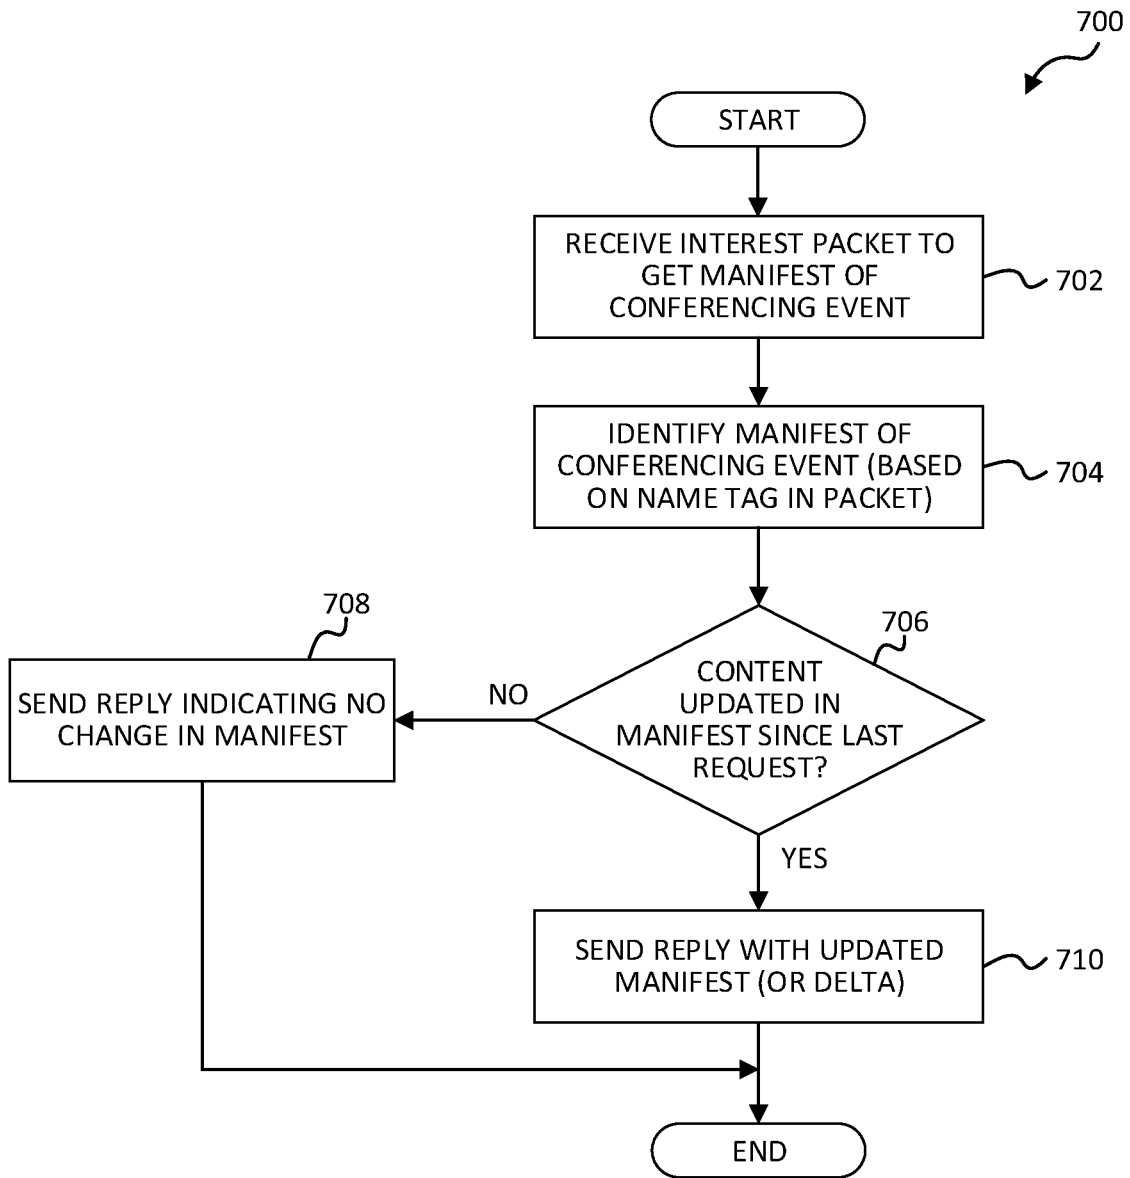 700
START
RECEIVE INTEREST PACKET TO
GET MANIFEST OF
CONFERENCING EVENT
702
IDENTIFY MANIFEST OF
CONFERENCING EVENT (BASED
ON NAME TAG IN PACKET)
704
706
CONTENT
UPDATED IN
MANIFEST SINCE LAST
REQUEST?
NO
708
SEND REPLY INDICATING NO
CHANGE IN MANIFEST
YES
SEND REPLY WITH UPDATED
MANIFEST (OR DELTA)
710
END